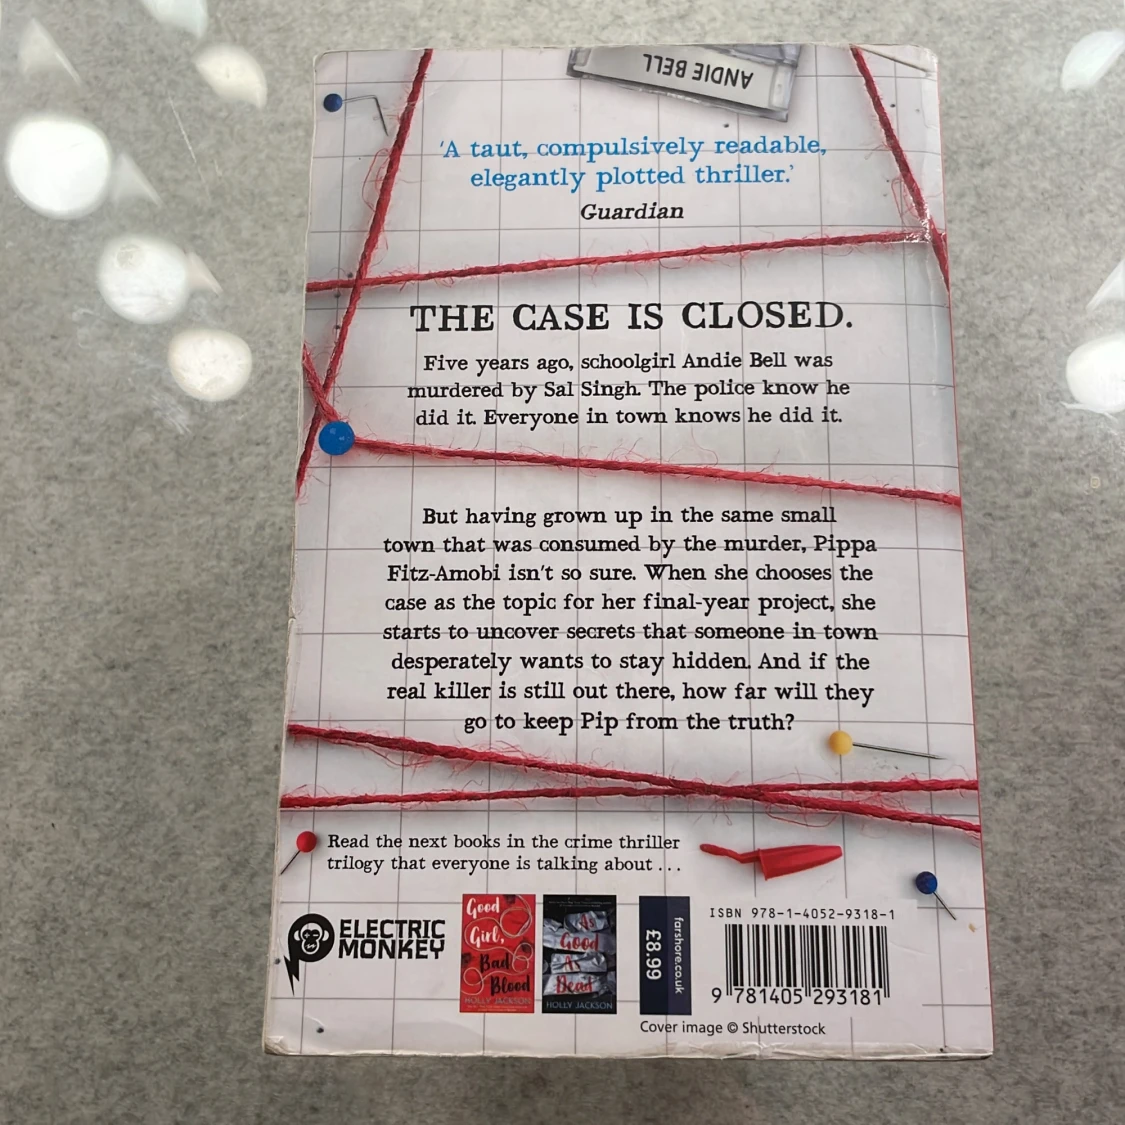 ANDIE BELL
‘A taut, compulsively readable,
elegantly plotted thriller.’
Guardian
THE CASE IS CLOSED.
Five years ago, schoolgirl Andie Bell was
murdered by Sal Singh. The police know he
did it. Everyone in town knows he did it.
But having grown up in the same small
town that was consumed by the murder, Pippa
Fitz-Amobi isn't so sure. When she chooses the
case as the topic for her final-year project, she
starts to uncover secrets that someone in town
desperately wants to stay hidden. And if the
real killer is still out there, how far will they
go to keep Pip from the truth?
Read the next books in the crime thriller
trilogy that everyone is talking about ...
ELECTRIC
MONKEY
Good
Girl,
Bad
Blood
HOLLY JACKSON
As
Good
As
Dead
HOLLY JACKSON
farshore.co.uk
£8.99
ISBN 978-1-4052-9318-1
9 781405 293181
Cover image © Shutterstock